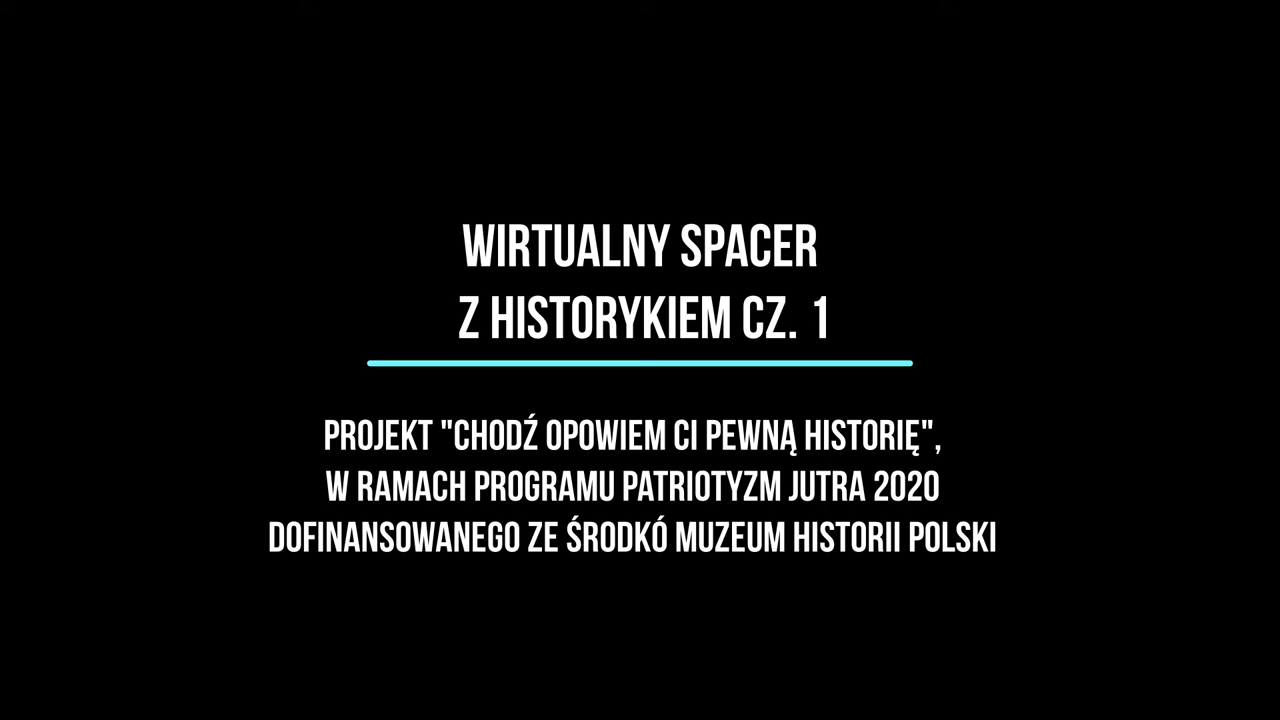 WIRTUALNY SPACER
Z HISTORYKIEM CZ. 1
PROJEKT "CHODŹ OPOWIEM CI PEWNĄ HISTORIĘ",
W RAMACH PROGRAMU PATRIOTYZM JUTRA 2020
DOFINANSOWANEGO ZE ŚRODKÓ MUZEUM HISTORII POLSKI